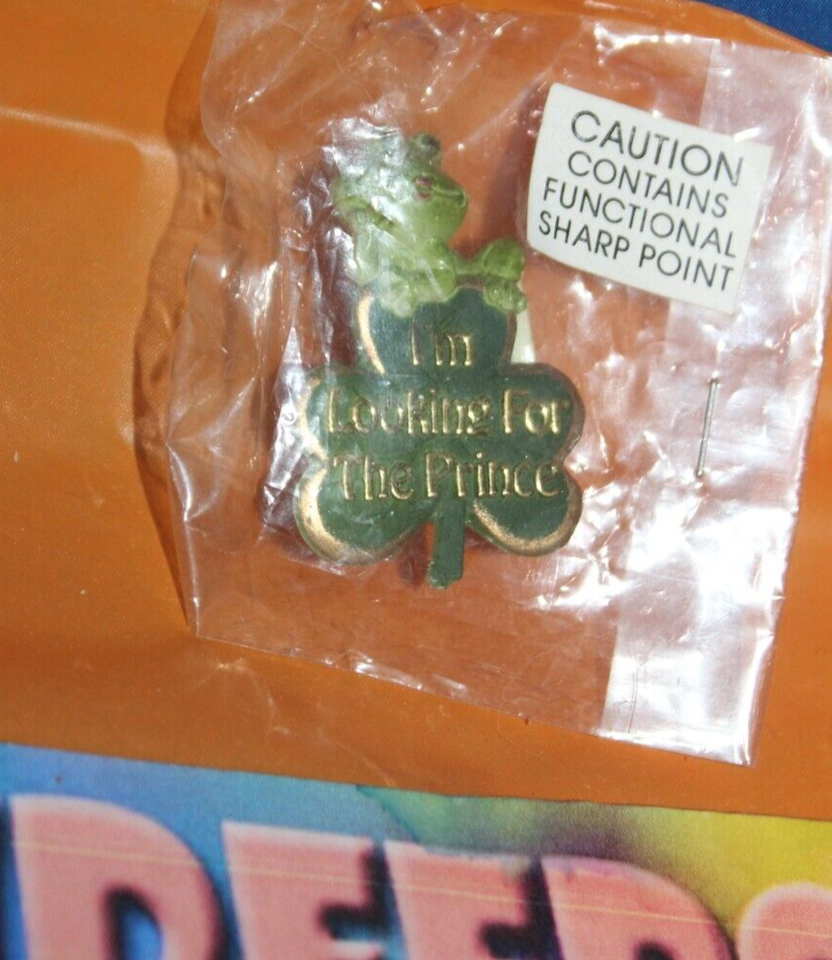 CAUTION
CONTAINS
FUNCTIONAL
SHARP POINT
I'm
Looking For
The Prince